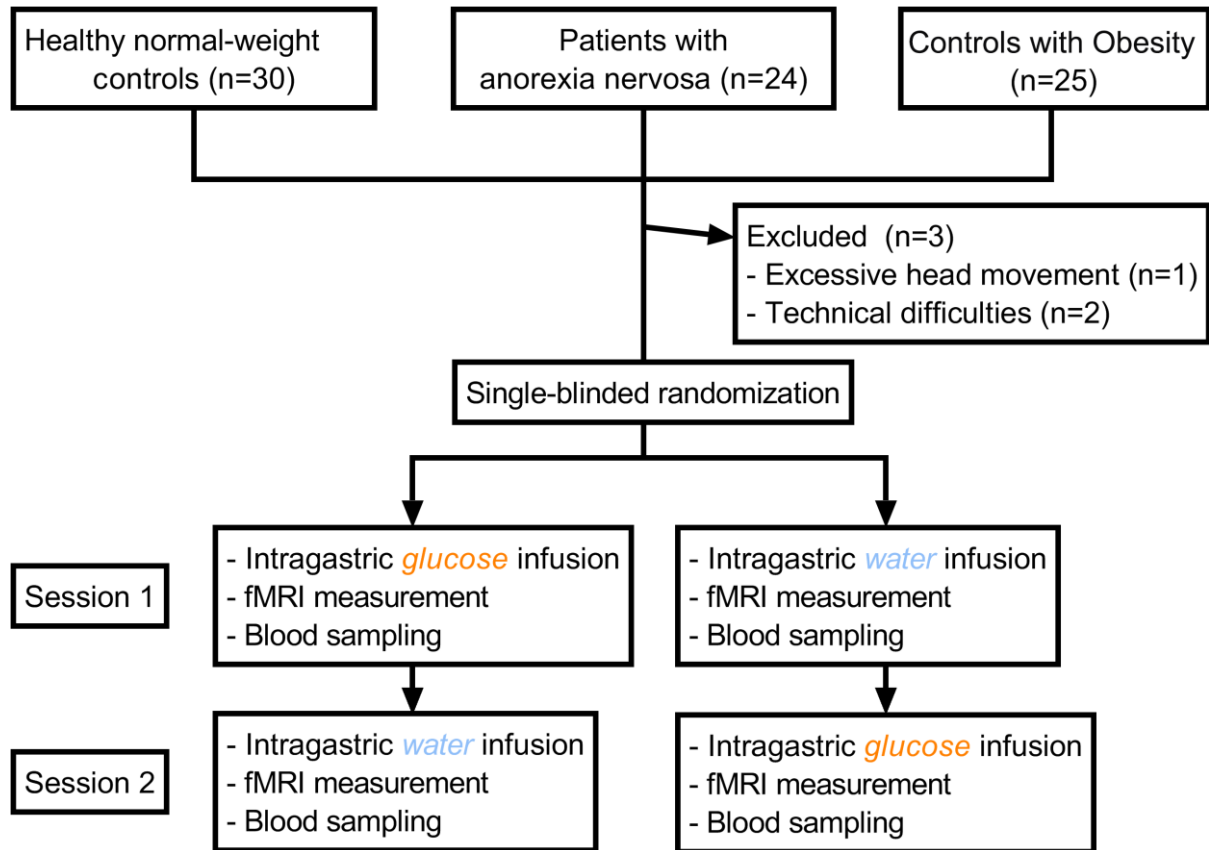 Healthy normal-weight
controls (n=30)
Patients with
anorexia nervosa (n=24)
Controls with Obesity
(n=25)
Excluded (n=3)
- Excessive head movement (n=1)
- Technical difficulties (n=2)
Single-blinded randomization
Session 1
- Intragastric glucose infusion
- fMRI measurement
- Blood sampling
- Intragastric water infusion
- fMRI measurement
- Blood sampling
Session 2
- Intragastric water infusion
- fMRI measurement
- Blood sampling
- Intragastric glucose infusion
- fMRI measurement
- Blood sampling